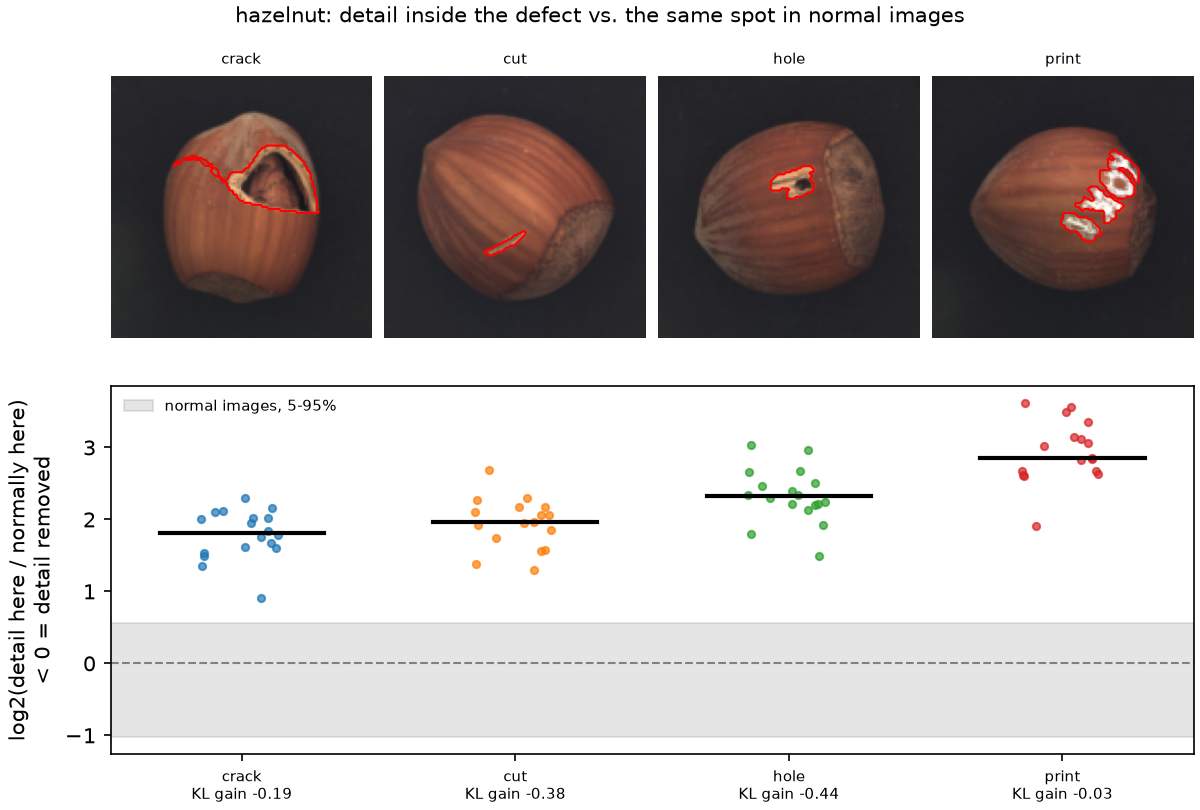 hazelnut: detail inside the defect vs. the same spot in normal images
crack
cut
hole
print
log2(detail here / normally here)
< 0 = detail removed
normal images, 5-95%
3
2
1
0
−1
crack
KL gain -0.19
cut
KL gain -0.38
hole
KL gain -0.44
print
KL gain -0.03